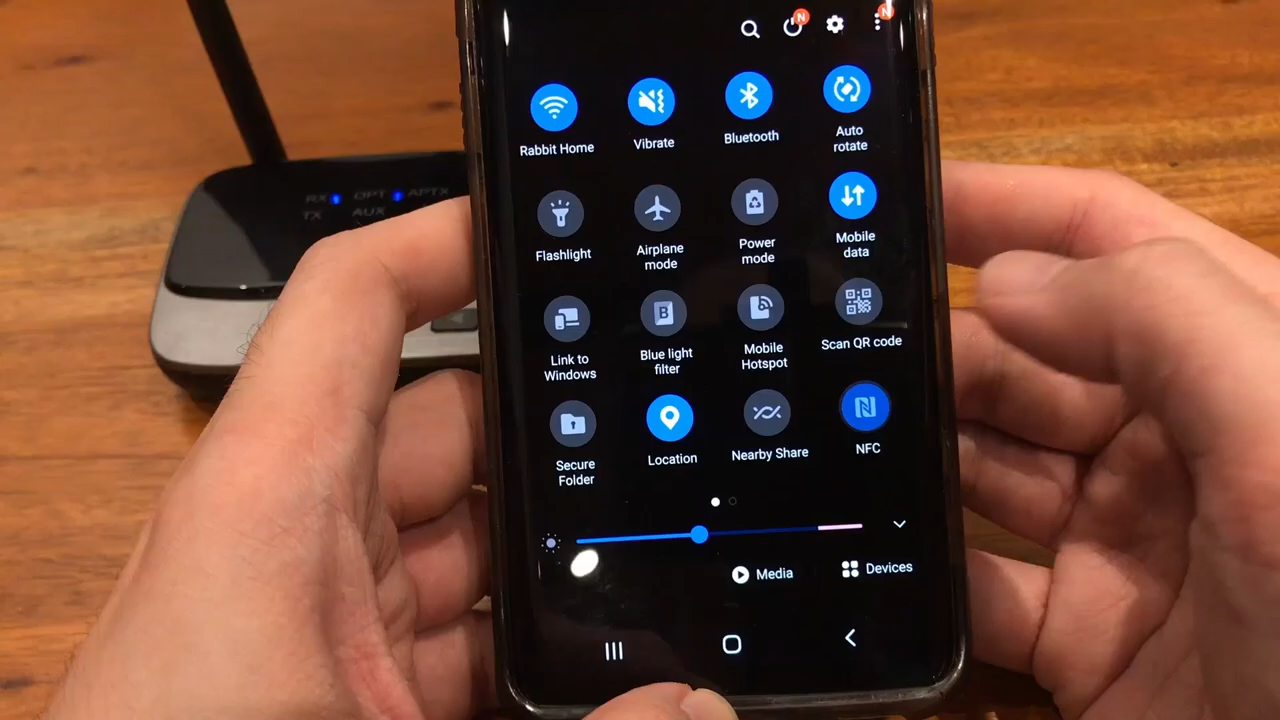 N
N
Rabbit Home
Vibrate
Bluetooth
Auto
rotate
RX OPT APTX
TX AUX
Flashlight
Airplane
mode
Power
mode
Mobile
data
Link to
Windows
B
Blue light
filter
Mobile
Hotspot
Scan QR code
Secure
Folder
Location
Nearby Share
N
NFC
Media
Devices